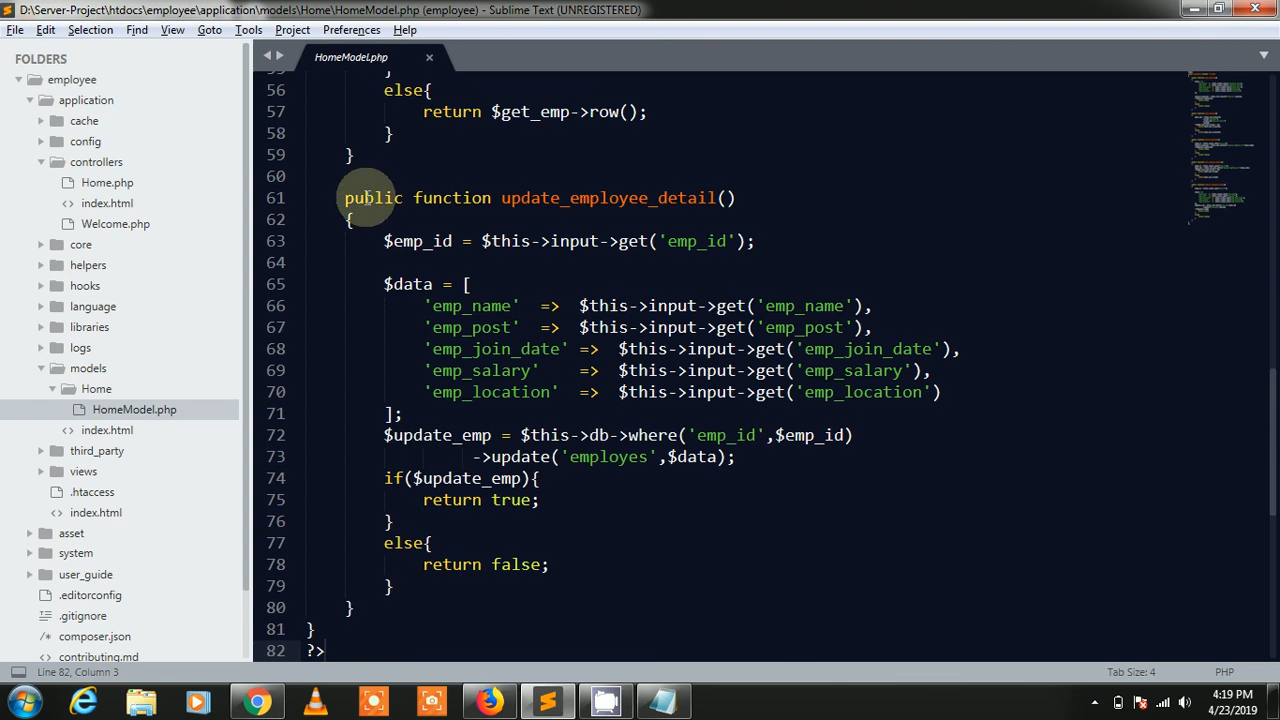 D:\Server-Project\htdocs\employee\application\models\Home\HomeModel.php (employee) - Sublime Text (UNREGISTERED)
File Edit Selection Find View Goto Tools Project Preferences Help
FOLDERS
employee
application
cache
config
controllers
Home.php
index.html
Welcome.php
core
helpers
hooks
language
libraries
logs
models
Home
HomeModel.php
index.html
third_party
views
.htaccess
index.html
asset
system
user_guide
.editorconfig
.gitignore
composer.json
contributing.md
HomeModel.php
55 }
56 else{
57 return $get_emp->row();
58 }
59 }
60
61 public function update_employee_detail()
62 {
63 $emp_id = $this->input->get('emp_id');
64
65 $data = [
66 'emp_name' => $this->input->get('emp_name'),
67 'emp_post' => $this->input->get('emp_post'),
68 'emp_join_date' => $this->input->get('emp_join_date'),
69 'emp_salary' => $this->input->get('emp_salary'),
70 'emp_location' => $this->input->get('emp_location')
71 ];
72 $update_emp = $this->db->where('emp_id',$emp_id)
73 ->update('employes',$data);
74 if($update_emp){
75 return true;
76 }
77 else{
78 return false;
79 }
80 }
81 }
82 ?>
Line 82, Column 3
Tab Size: 4
PHP
4:19 PM
4/23/2019